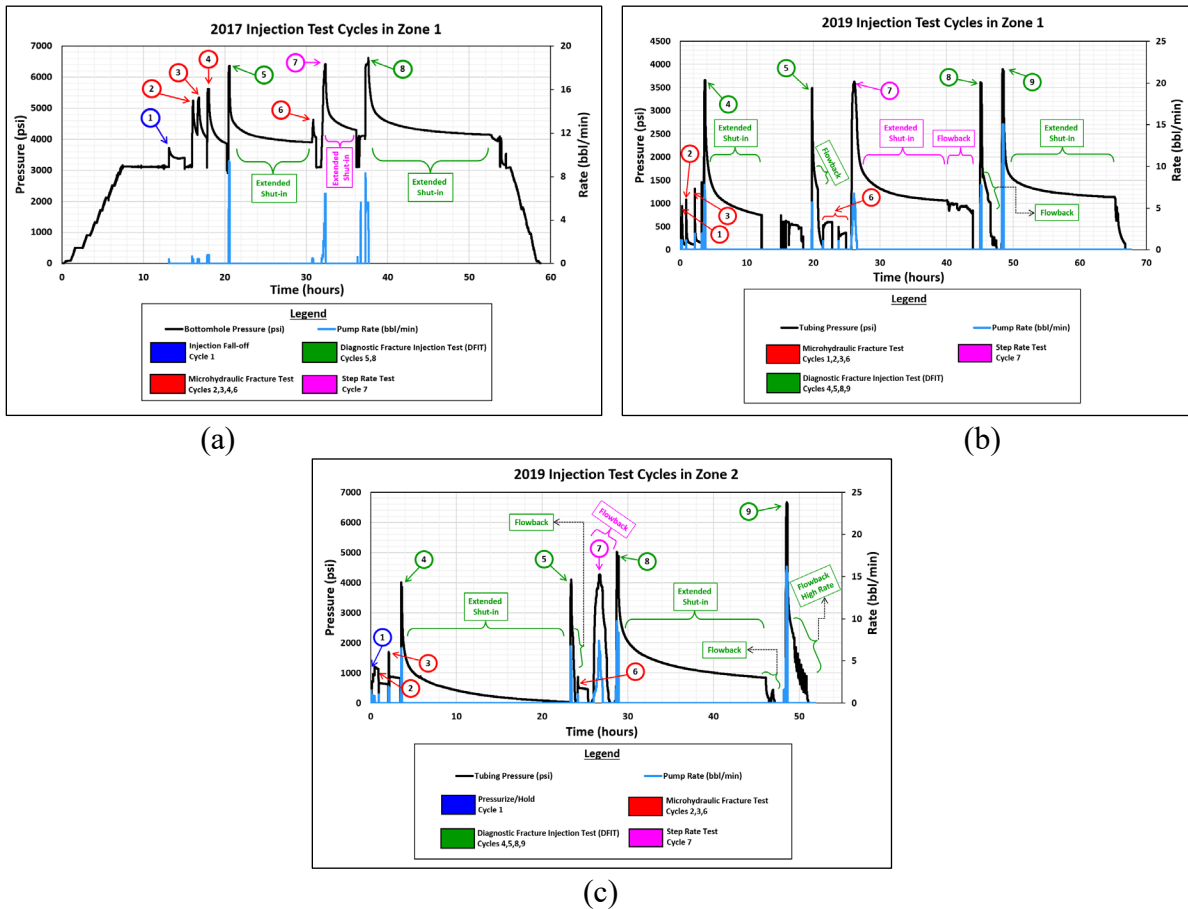 2017 Injection Test Cycles in Zone 1
Pressure (psi)
7000
6000
5000
4000
3000
2000
1000
0
20
16
12
8
4
0
Rate (bbl/min)
1
2
3
4
5
6
7
8
Extended
Shut-in
Extended
Shut-in
Extended
Shut-in
0
10
20
30
40
50
60
Time (hours)
Legend
Bottomhole Pressure (psi)
Pump Rate (bbl/min)
Injection Fall-off
Cycle 1
Diagnostic Fracture Injection Test (DFIT)
Cycles 5,8
Microhydraulic Fracture Test
Cycles 2,3,4,6
Step Rate Test
Cycle 7
(a)
2019 Injection Test Cycles in Zone 1
Pressure (psi)
4500
4000
3500
3000
2500
2000
1500
1000
500
0
25
20
15
10
5
0
Rate (bbl/min)
1
2
3
4
5
6
7
8
9
Extended
Shut-in
Flowback
Extended
Shut-in
Flowback
Extended
Shut-in
Flowback
0
10
20
30
40
50
60
70
Time (hours)
Legend
Tubing Pressure (psi)
Pump Rate (bbl/min)
Microhydraulic Fracture Test
Cycles 1,2,3,6
Step Rate Test
Cycle 7
Diagnostic Fracture Injection Test (DFIT)
Cycles 4,5,8,9
(b)
2019 Injection Test Cycles in Zone 2
Pressure (psi)
7000
6000
5000
4000
3000
2000
1000
0
25
20
15
10
5
0
Rate (bbl/min)
1
2
3
4
5
6
7
8
9
Extended
Shut-in
Flowback
Flowback
Extended
Shut-in
Flowback
Flowback
High Rate
0
10
20
30
40
50
Time (hours)
Legend
Tubing Pressure (psi)
Pump Rate (bbl/min)
Pressurize/Hold
Cycle 1
Microhydraulic Fracture Test
Cycles 2,3,6
Diagnostic Fracture Injection Test (DFIT)
Cycles 4,5,8,9
Step Rate Test
Cycle 7
(c)